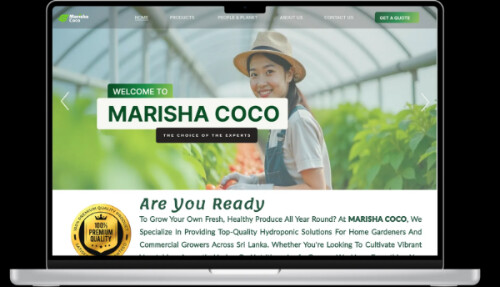 Marisha
Coco
HOME PRODUCTS PEOPLE & PLANET ABOUT US CONTACT US GET A QUOTE
WELCOME TO
MARISHA COCO
THE CHOICE OF THE EXPERTS
Are You Ready
To Grow Your Own Fresh, Healthy Produce All Year Round? At MARISHA COCO, We
Specialize In Providing Top-Quality Hydroponic Solutions For Home Gardeners And
Commercial Growers Across Sri Lanka. Whether You're Looking To Cultivate Vibrant
100%
PREMIUM
QUALITY